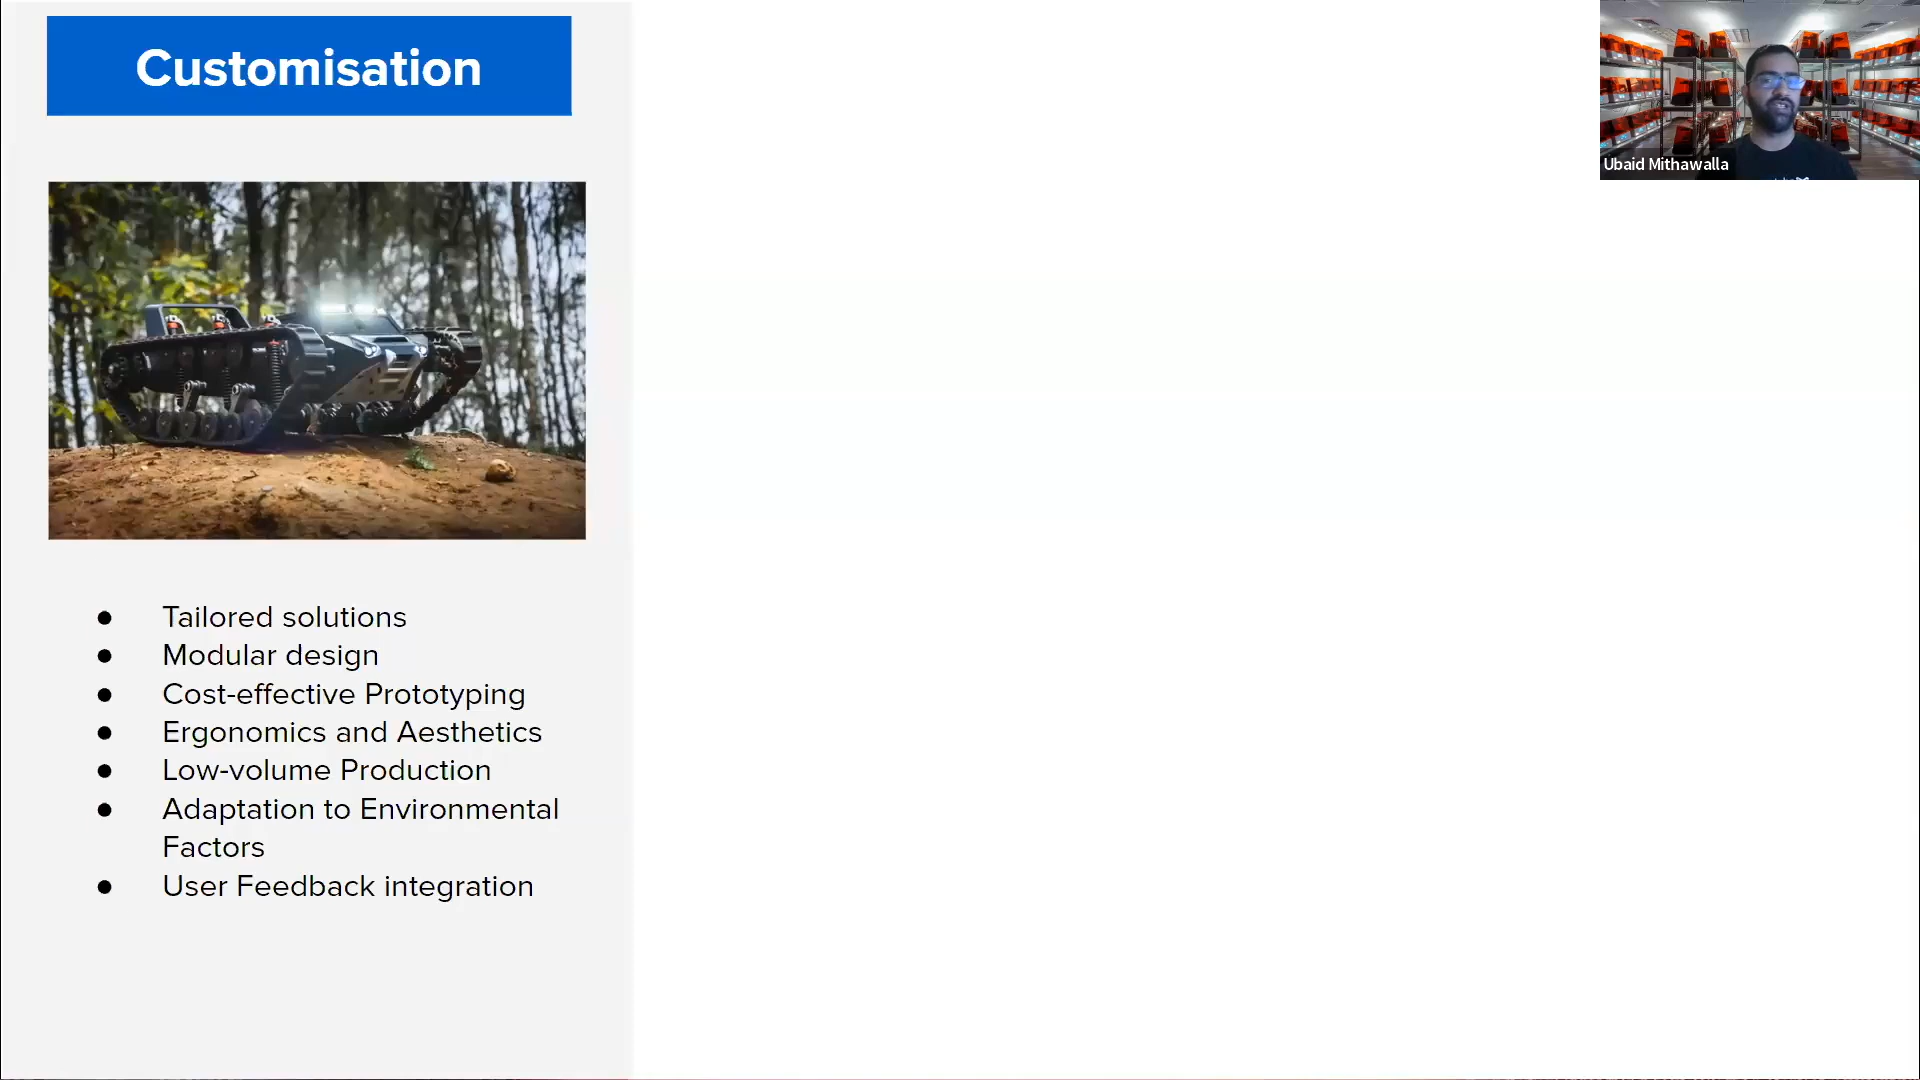 Customisation
Ubaid Mithawalla
● Tailored solutions
● Modular design
● Cost-effective Prototyping
● Ergonomics and Aesthetics
● Low-volume Production
● Adaptation to Environmental
Factors
● User Feedback integration